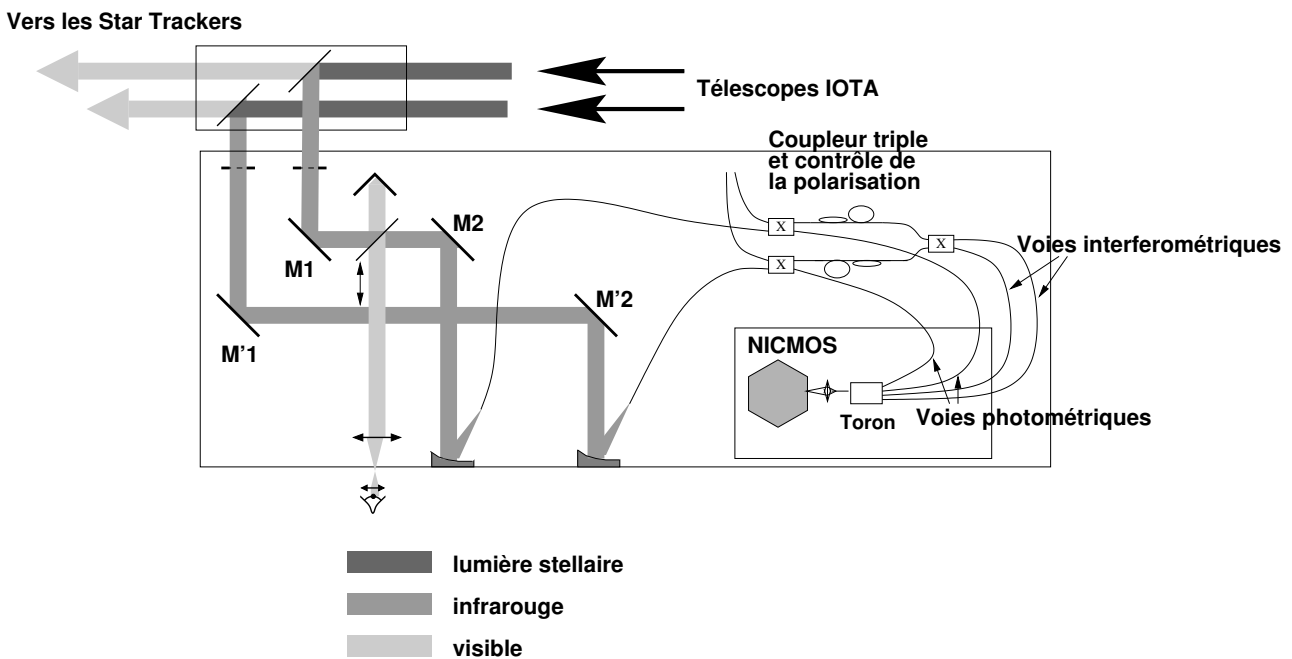 Vers les Star Trackers
Télescopes IOTA
Coupleur triple
et contrôle de
la polarisation
M2
X
X
X
Voies interferométriques
M1
M'2
M'1
NICMOS
Toron
Voies photométriques
lumière stellaire
infrarouge
visible